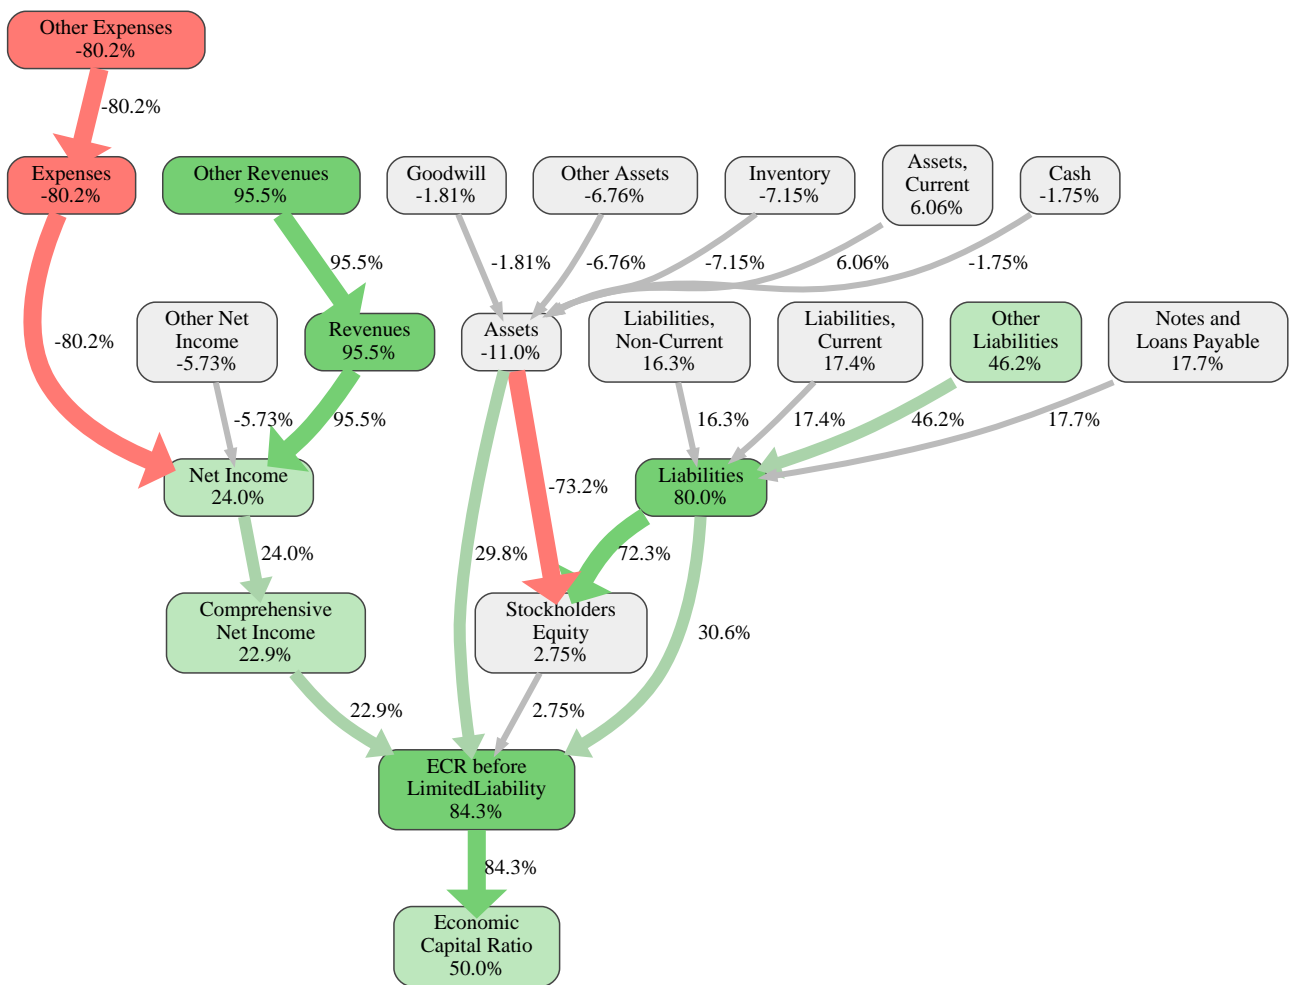 Other Expenses
-80.2%
-80.2%
Expenses
-80.2%
Other Revenues
95.5%
Goodwill
-1.81%
Other Assets
-6.76%
Inventory
-7.15%
Assets,
Current
6.06%
Cash
-1.75%
95.5%
-1.81%
-6.76%
-7.15%
6.06%
-1.75%
-80.2%
Other Net
Income
-5.73%
Revenues
95.5%
Assets
-11.0%
Liabilities,
Non-Current
16.3%
Liabilities,
Current
17.4%
Other
Liabilities
46.2%
Notes and
Loans Payable
17.7%
-5.73%
95.5%
16.3%
17.4%
46.2%
17.7%
Net Income
24.0%
-73.2%
Liabilities
80.0%
24.0%
29.8%
72.3%
Comprehensive
Net Income
22.9%
Stockholders
Equity
2.75%
30.6%
22.9%
2.75%
ECR before
LimitedLiability
84.3%
84.3%
Economic
Capital Ratio
50.0%